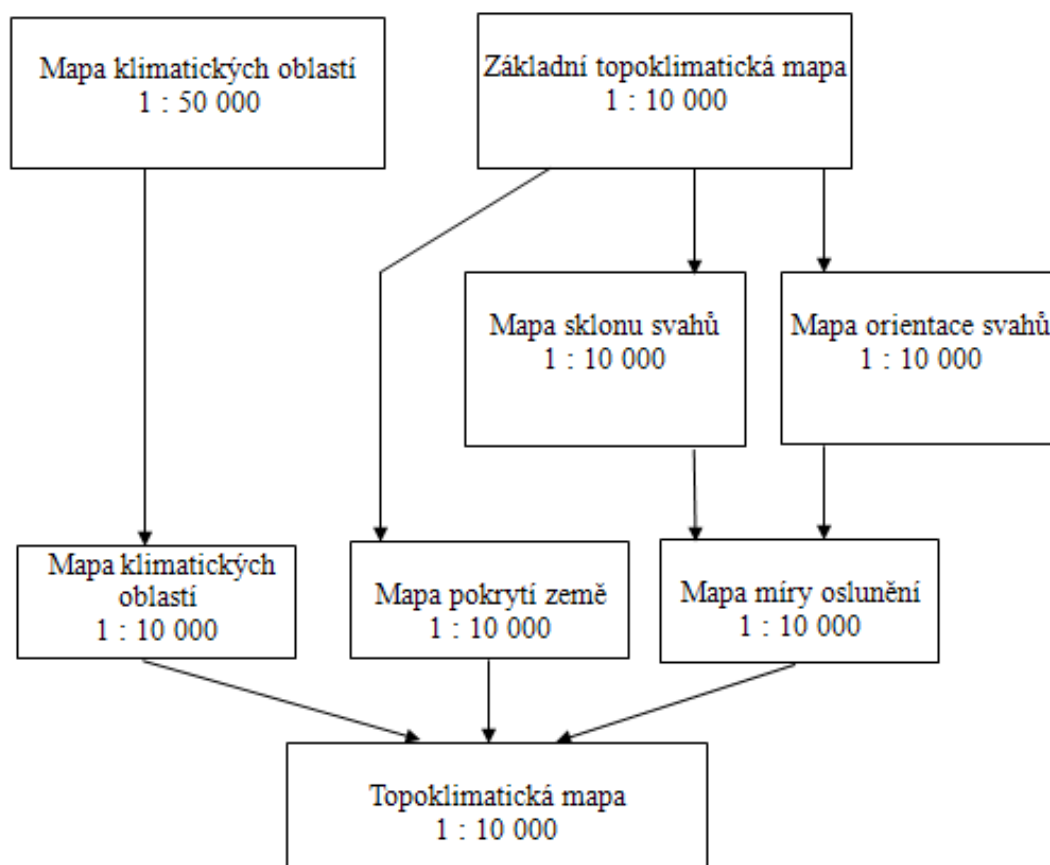 Mapa klimatických oblastí
1 : 50 000
Základní topoklimatická mapa
1 : 10 000
Mapa sklonu svahů
1 : 10 000
Mapa orientace svahů
1 : 10 000
Mapa klimatických
oblastí
1 : 10 000
Mapa pokrytí země
1 : 10 000
Mapa míry oslunění
1 : 10 000
Topoklimatická mapa
1 : 10 000